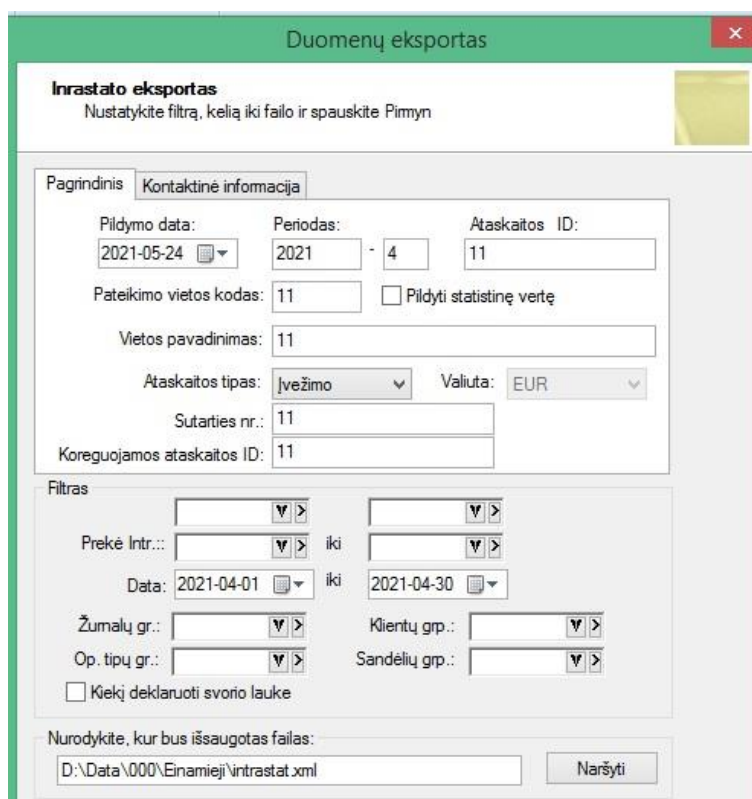 Duomenų eksportas
Inrastato eksportas
Nustatykite filtrą, kelią iki failo ir spauskite Pirmyn
Pagrindinis Kontaktinė informacija
Pildymo data: Periodas: Ataskaitos ID:
2021-05-24 2021 - 4 11
Pateikimo vietos kodas: 11 Pildyti statistinę vertę
Vietos pavadinimas: 11
Ataskaitos tipas: Įvežimo Valiuta: EUR
Sutarties nr.: 11
Koreguojamos ataskaitos ID: 11
Filtras
Prekė Intr.:: iki
Data: 2021-04-01 iki 2021-04-30
Žurnalų gr.: Klientų grp.:
Op. tipų gr.: Sandėlių grp.:
Kiekį deklaruoti svorio lauke
Nurodykite, kur bus išsaugotas failas:
D:\Data\000\Einamieji\intrastat.xml Naršyti